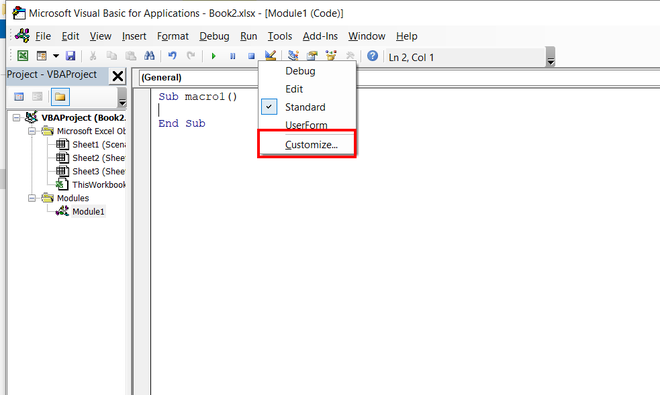 Microsoft Visual Basic for Applications - Book2.xlsx - [Module1 (Code)]
File Edit View Insert Format Debug Run Tools Add-Ins Window Help
Ln 2, Col 1
Project - VBAProject
(General)
Debug
Edit
Standard
UserForm
Customize...
Sub macro1()
End Sub
VBAProject (Book2.
Microsoft Excel Ob
Sheet1 (Scena
Sheet2 (Sheet
Sheet3 (Sheet
ThisWorkbook
Modules
Module1